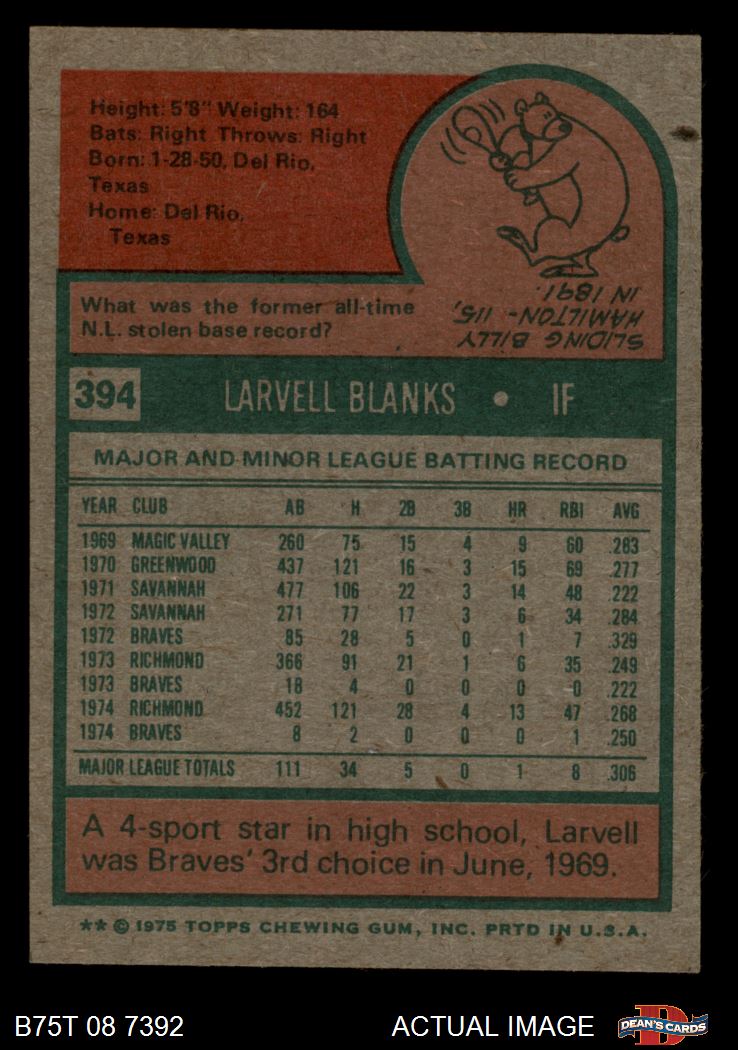 Height: 5'8" Weight: 164
Bats: Right Throws: Right
Born: 1-28-50, Del Rio,
Texas
Home: Del Rio,
Texas
What was the former all-time
N.L. stolen base record?
SLIDING BILLY
HAMILTON - 115,
IN 1891.
394 LARVELL BLANKS • IF
MAJOR AND MINOR LEAGUE BATTING RECORD
YEAR CLUB AB H 2B 3B HR RBI AVG
1969 MAGIC VALLEY 260 75 15 4 9 60 .283
1970 GREENWOOD 437 121 16 3 15 69 .277
1971 SAVANNAH 477 106 22 3 14 48 .222
1972 SAVANNAH 271 77 17 3 6 34 .284
1972 BRAVES 85 28 5 0 1 7 .329
1973 RICHMOND 366 91 21 1 6 35 .249
1973 BRAVES 18 4 0 0 0 0 .222
1974 RICHMOND 452 121 28 4 13 47 .268
1974 BRAVES 8 2 0 0 0 1 .250
MAJOR LEAGUE TOTALS 111 34 5 0 1 8 .306
A 4-sport star in high school, Larvell
was Braves' 3rd choice in June, 1969.
** © 1975 TOPPS CHEWING GUM, INC. PRTD IN U.S.A.
B75T 08 7392 ACTUAL IMAGE D DEAN'S CARDS